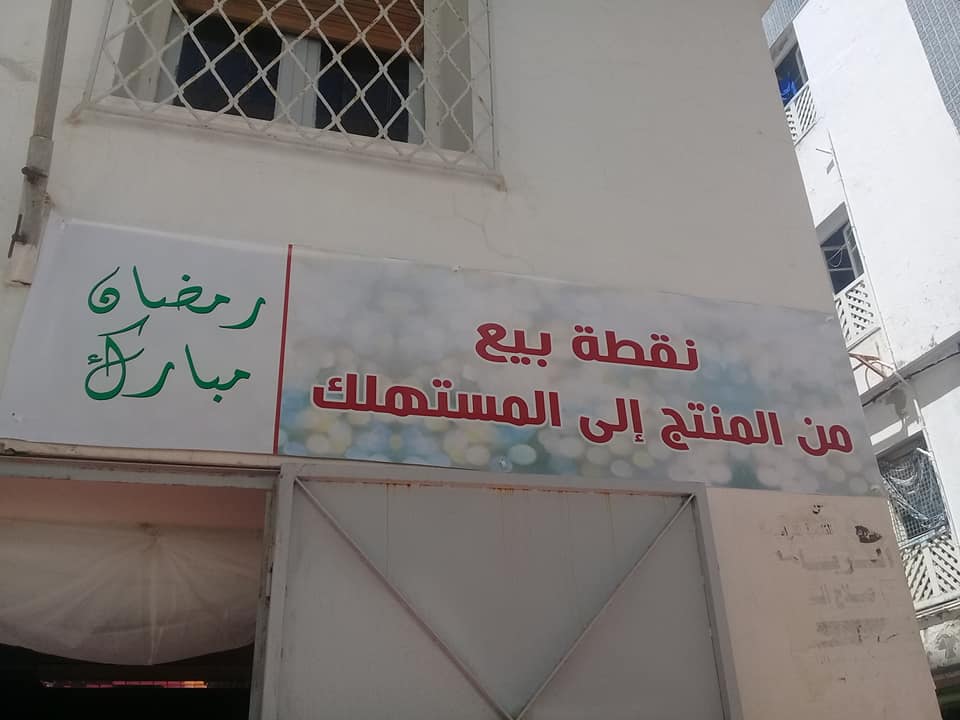 نقطة بيع
من المنتج إلى المستهلك
رمضان
مبارك